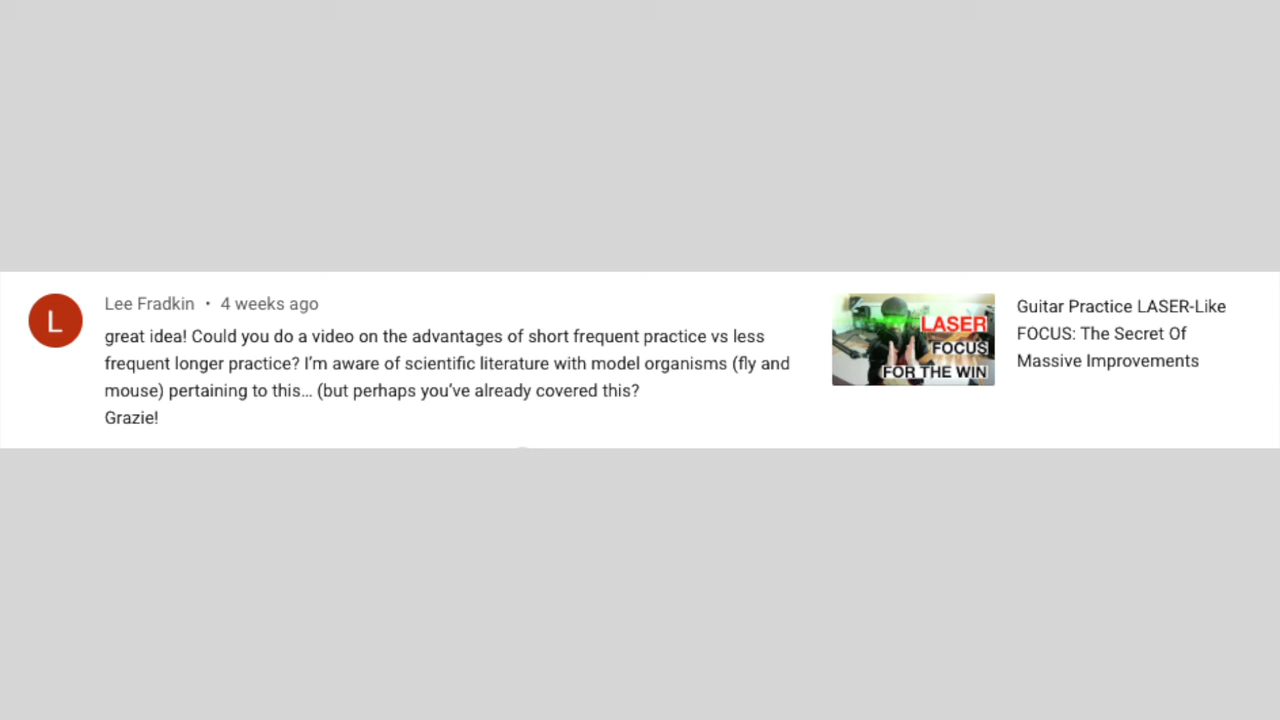 L
Lee Fradkin • 4 weeks ago
great idea! Could you do a video on the advantages of short frequent practice vs less
frequent longer practice? I'm aware of scientific literature with model organisms (fly and
mouse) pertaining to this... (but perhaps you've already covered this?
Grazie!
LASER
FOCUS
FOR THE WIN
Guitar Practice LASER-Like
FOCUS: The Secret Of
Massive Improvements